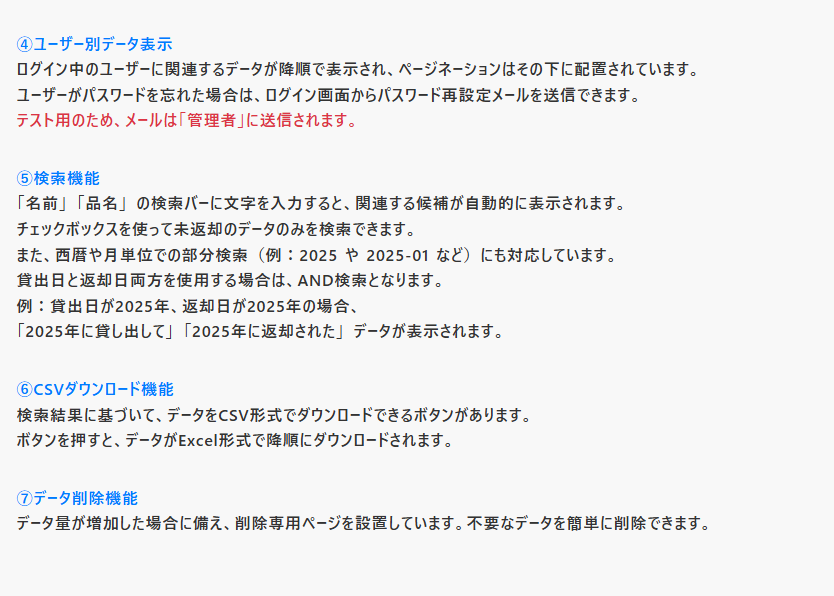 ④ユーザー別データ表示
ログイン中のユーザーに関連するデータが降順で表示され、ページネーションはその下に配置されています。
ユーザーがパスワードを忘れた場合は、ログイン画面からパスワード再設定メールを送信できます。
テスト用のため、メールは「管理者」に送信されます。
⑤検索機能
「名前」「品名」の検索バーに文字を入力すると、関連する候補が自動的に表示されます。
チェックボックスを使って未返却のデータのみを検索できます。
また、西暦や月単位での部分検索（例：2025 や 2025-01 など）にも対応しています。
貸出日と返却日両方を使用する場合は、AND検索となります。
例：貸出日が2025年、返却日が2025年の場合、
「2025年に貸し出して」「2025年に返却された」データが表示されます。
⑥CSVダウンロード機能
検索結果に基づいて、データをCSV形式でダウンロードできるボタンがあります。
ボタンを押すと、データがExcel形式で降順にダウンロードされます。
⑦データ削除機能
データ量が増加した場合に備え、削除専用ページを設置しています。不要なデータを簡単に削除できます。